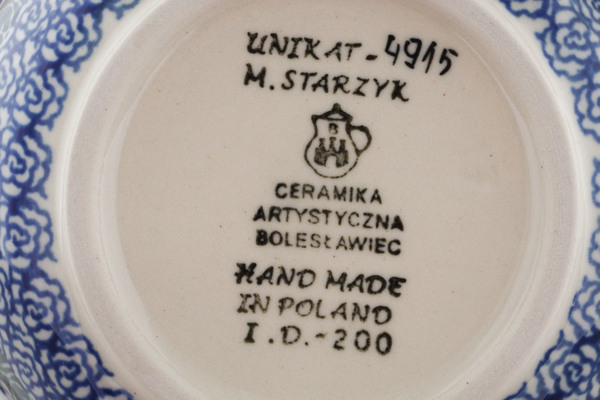 UNIKAT-4915
M. STARZYK
B
CERAMIKA
ARTYSTYCZNA
BOLESŁAWIEC
HAND MADE
IN POLAND
I.D.-200